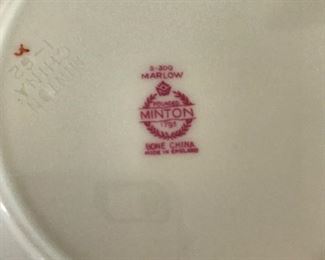 S-309
MARLOW
FOUNDED
MINTON
1793
BONE CHINA
MADE IN ENGLAND